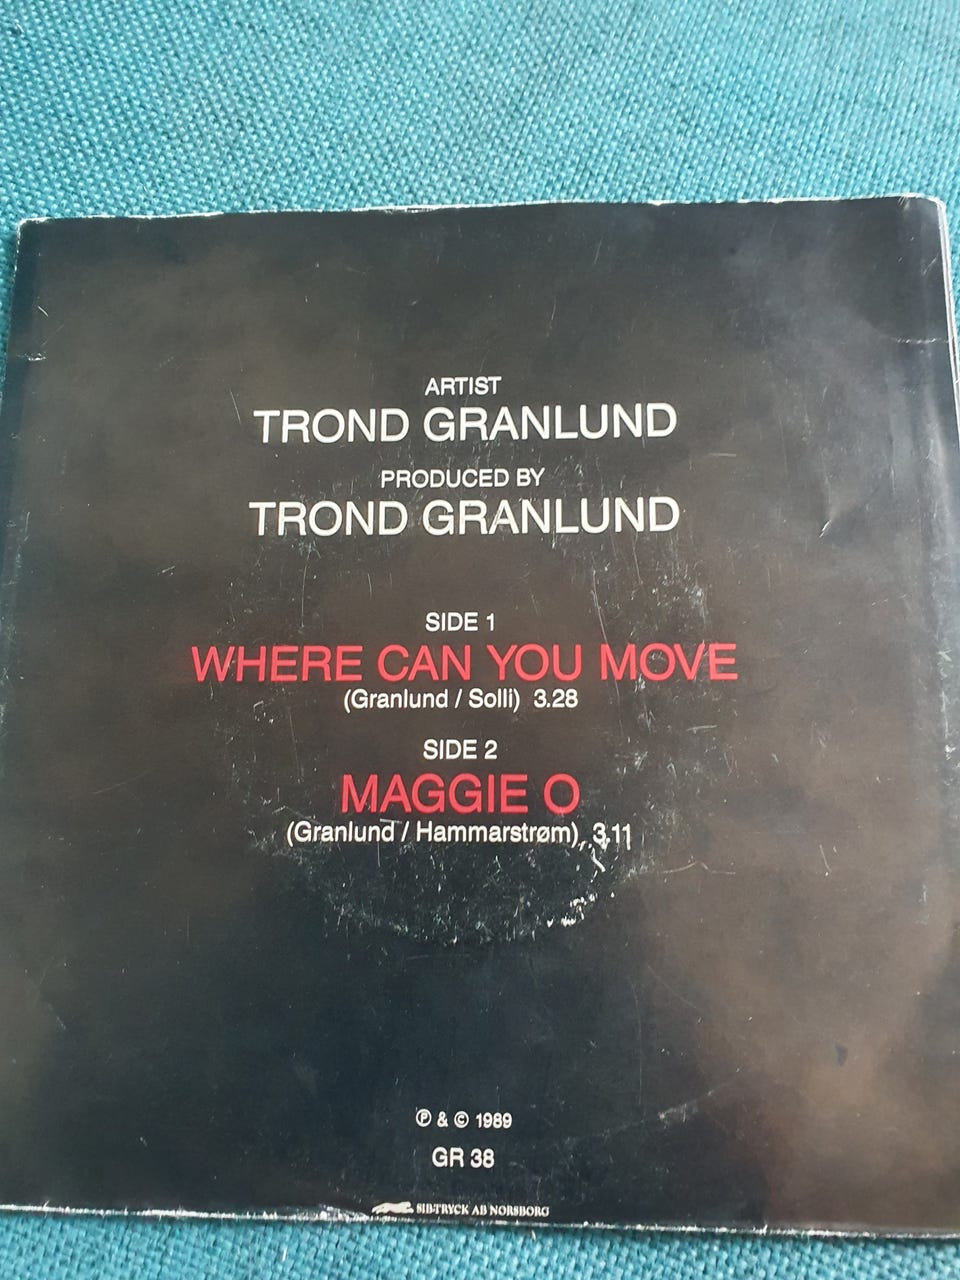 ARTIST
TROND GRANLUND
PRODUCED BY
TROND GRANLUND
SIDE 1
WHERE CAN YOU MOVE
(Granlund / Solli) 3.28
SIDE 2
MAGGIE O
(Granlund / Hammarstrøm) 3.11
℗ & © 1989
GR 38
SIB-TRYCK AB NORSBORG